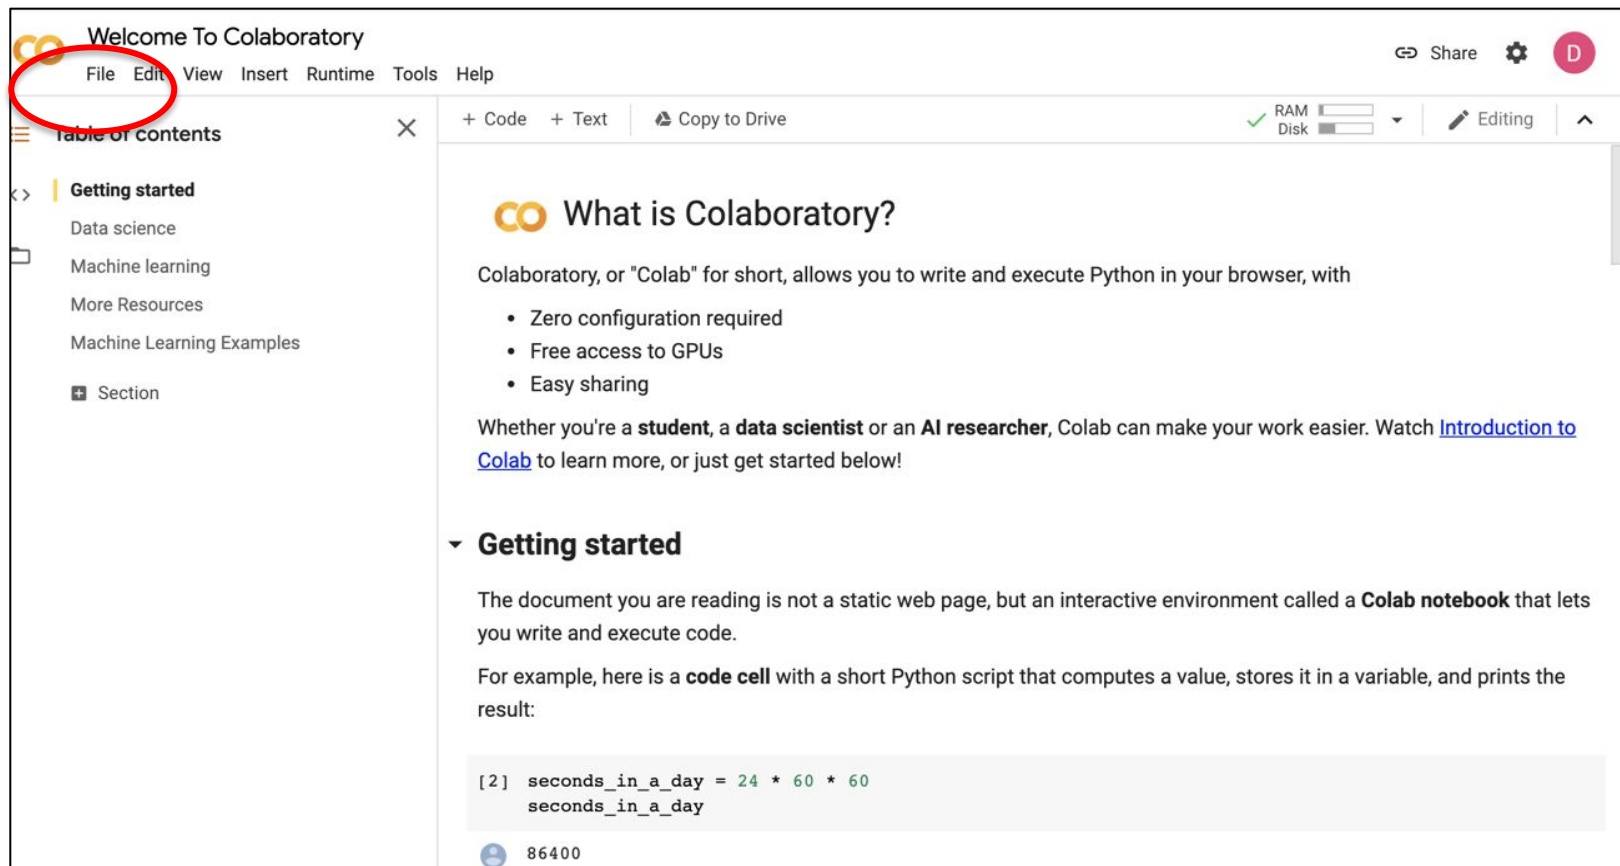 Welcome To Colaboratory
File Edit View Insert Runtime Tools Help
Share
D
Table of contents
Getting started
Data science
Machine learning
More Resources
Machine Learning Examples
Section
+ Code + Text Copy to Drive
RAM
Disk
Editing
CO What is Colaboratory?
Colaboratory, or "Colab" for short, allows you to write and execute Python in your browser, with
• Zero configuration required
• Free access to GPUs
• Easy sharing
Whether you're a student, a data scientist or an AI researcher, Colab can make your work easier. Watch Introduction to
Colab to learn more, or just get started below!
Getting started
The document you are reading is not a static web page, but an interactive environment called a Colab notebook that lets
you write and execute code.
For example, here is a code cell with a short Python script that computes a value, stores it in a variable, and prints the
result:
[2] seconds_in_a_day = 24 * 60 * 60
seconds_in_a_day
86400